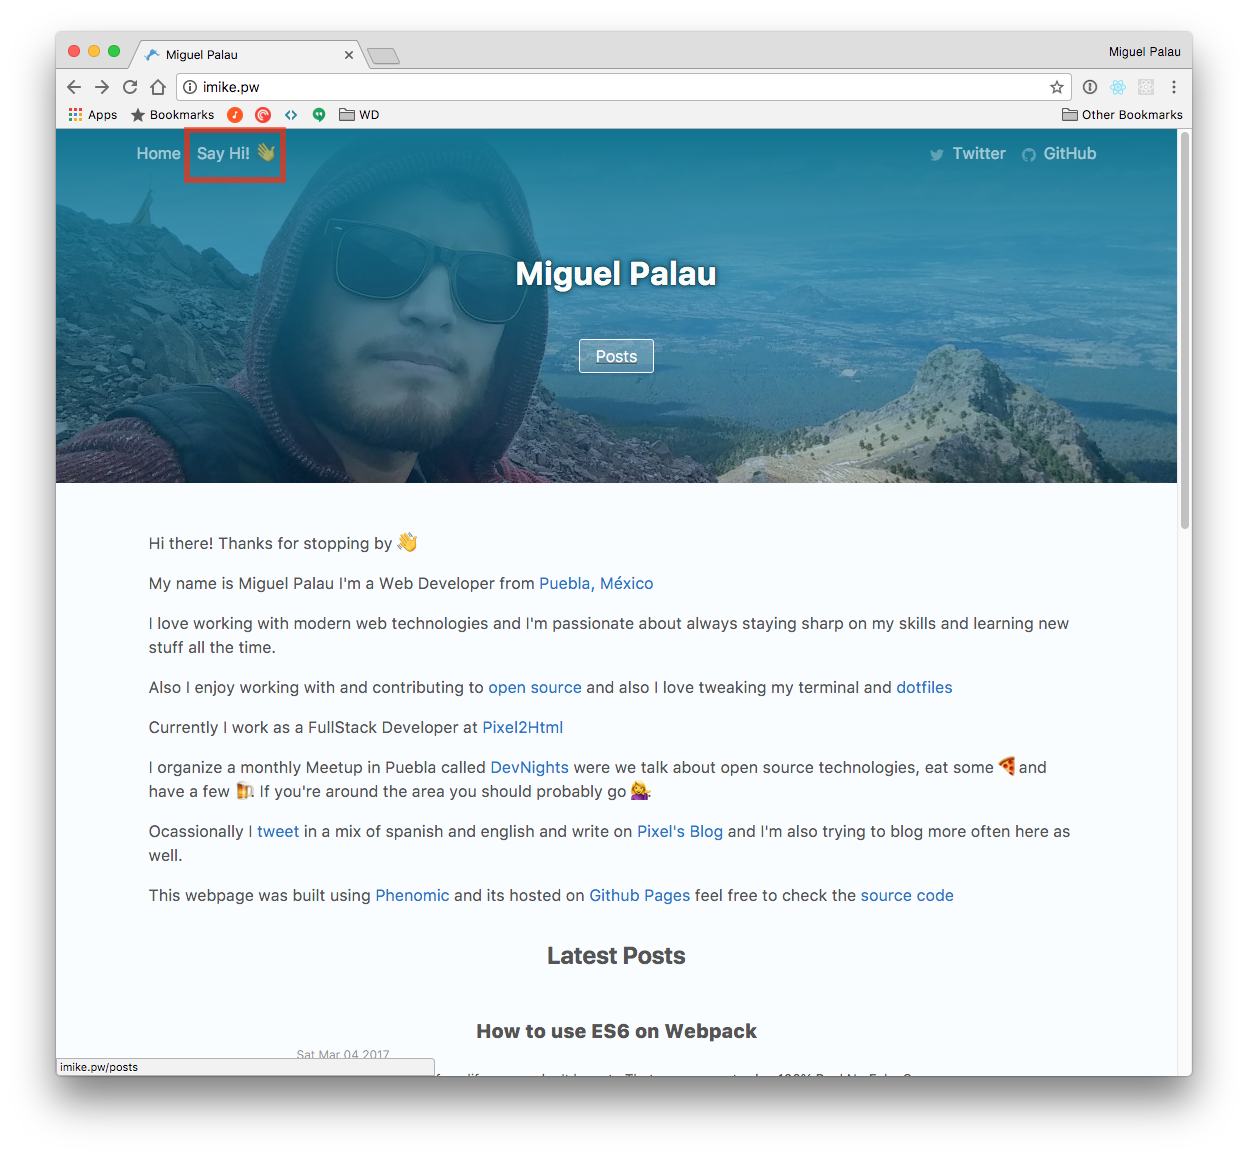 Miguel Palau
Miguel Palau
imike.pw
Apps Bookmarks WD Other Bookmarks
Home Say Hi! 👋 Twitter GitHub
Miguel Palau
Posts
Hi there! Thanks for stopping by 👋
My name is Miguel Palau I'm a Web Developer from Puebla, México
I love working with modern web technologies and I'm passionate about always staying sharp on my skills and learning new
stuff all the time.
Also I enjoy working with and contributing to open source and also I love tweaking my terminal and dotfiles
Currently I work as a FullStack Developer at Pixel2Html
I organize a monthly Meetup in Puebla called DevNights were we talk about open source technologies, eat some 🍕 and
have a few 🍺. If you're around the area you should probably go 💁.
Ocassionally I tweet in a mix of spanish and english and write on Pixel's Blog and I'm also trying to blog more often here as
well.
This webpage was built using Phenomic and its hosted on Github Pages feel free to check the source code
Latest Posts
How to use ES6 on Webpack
Sat Mar 04 2017
imike.pw/posts